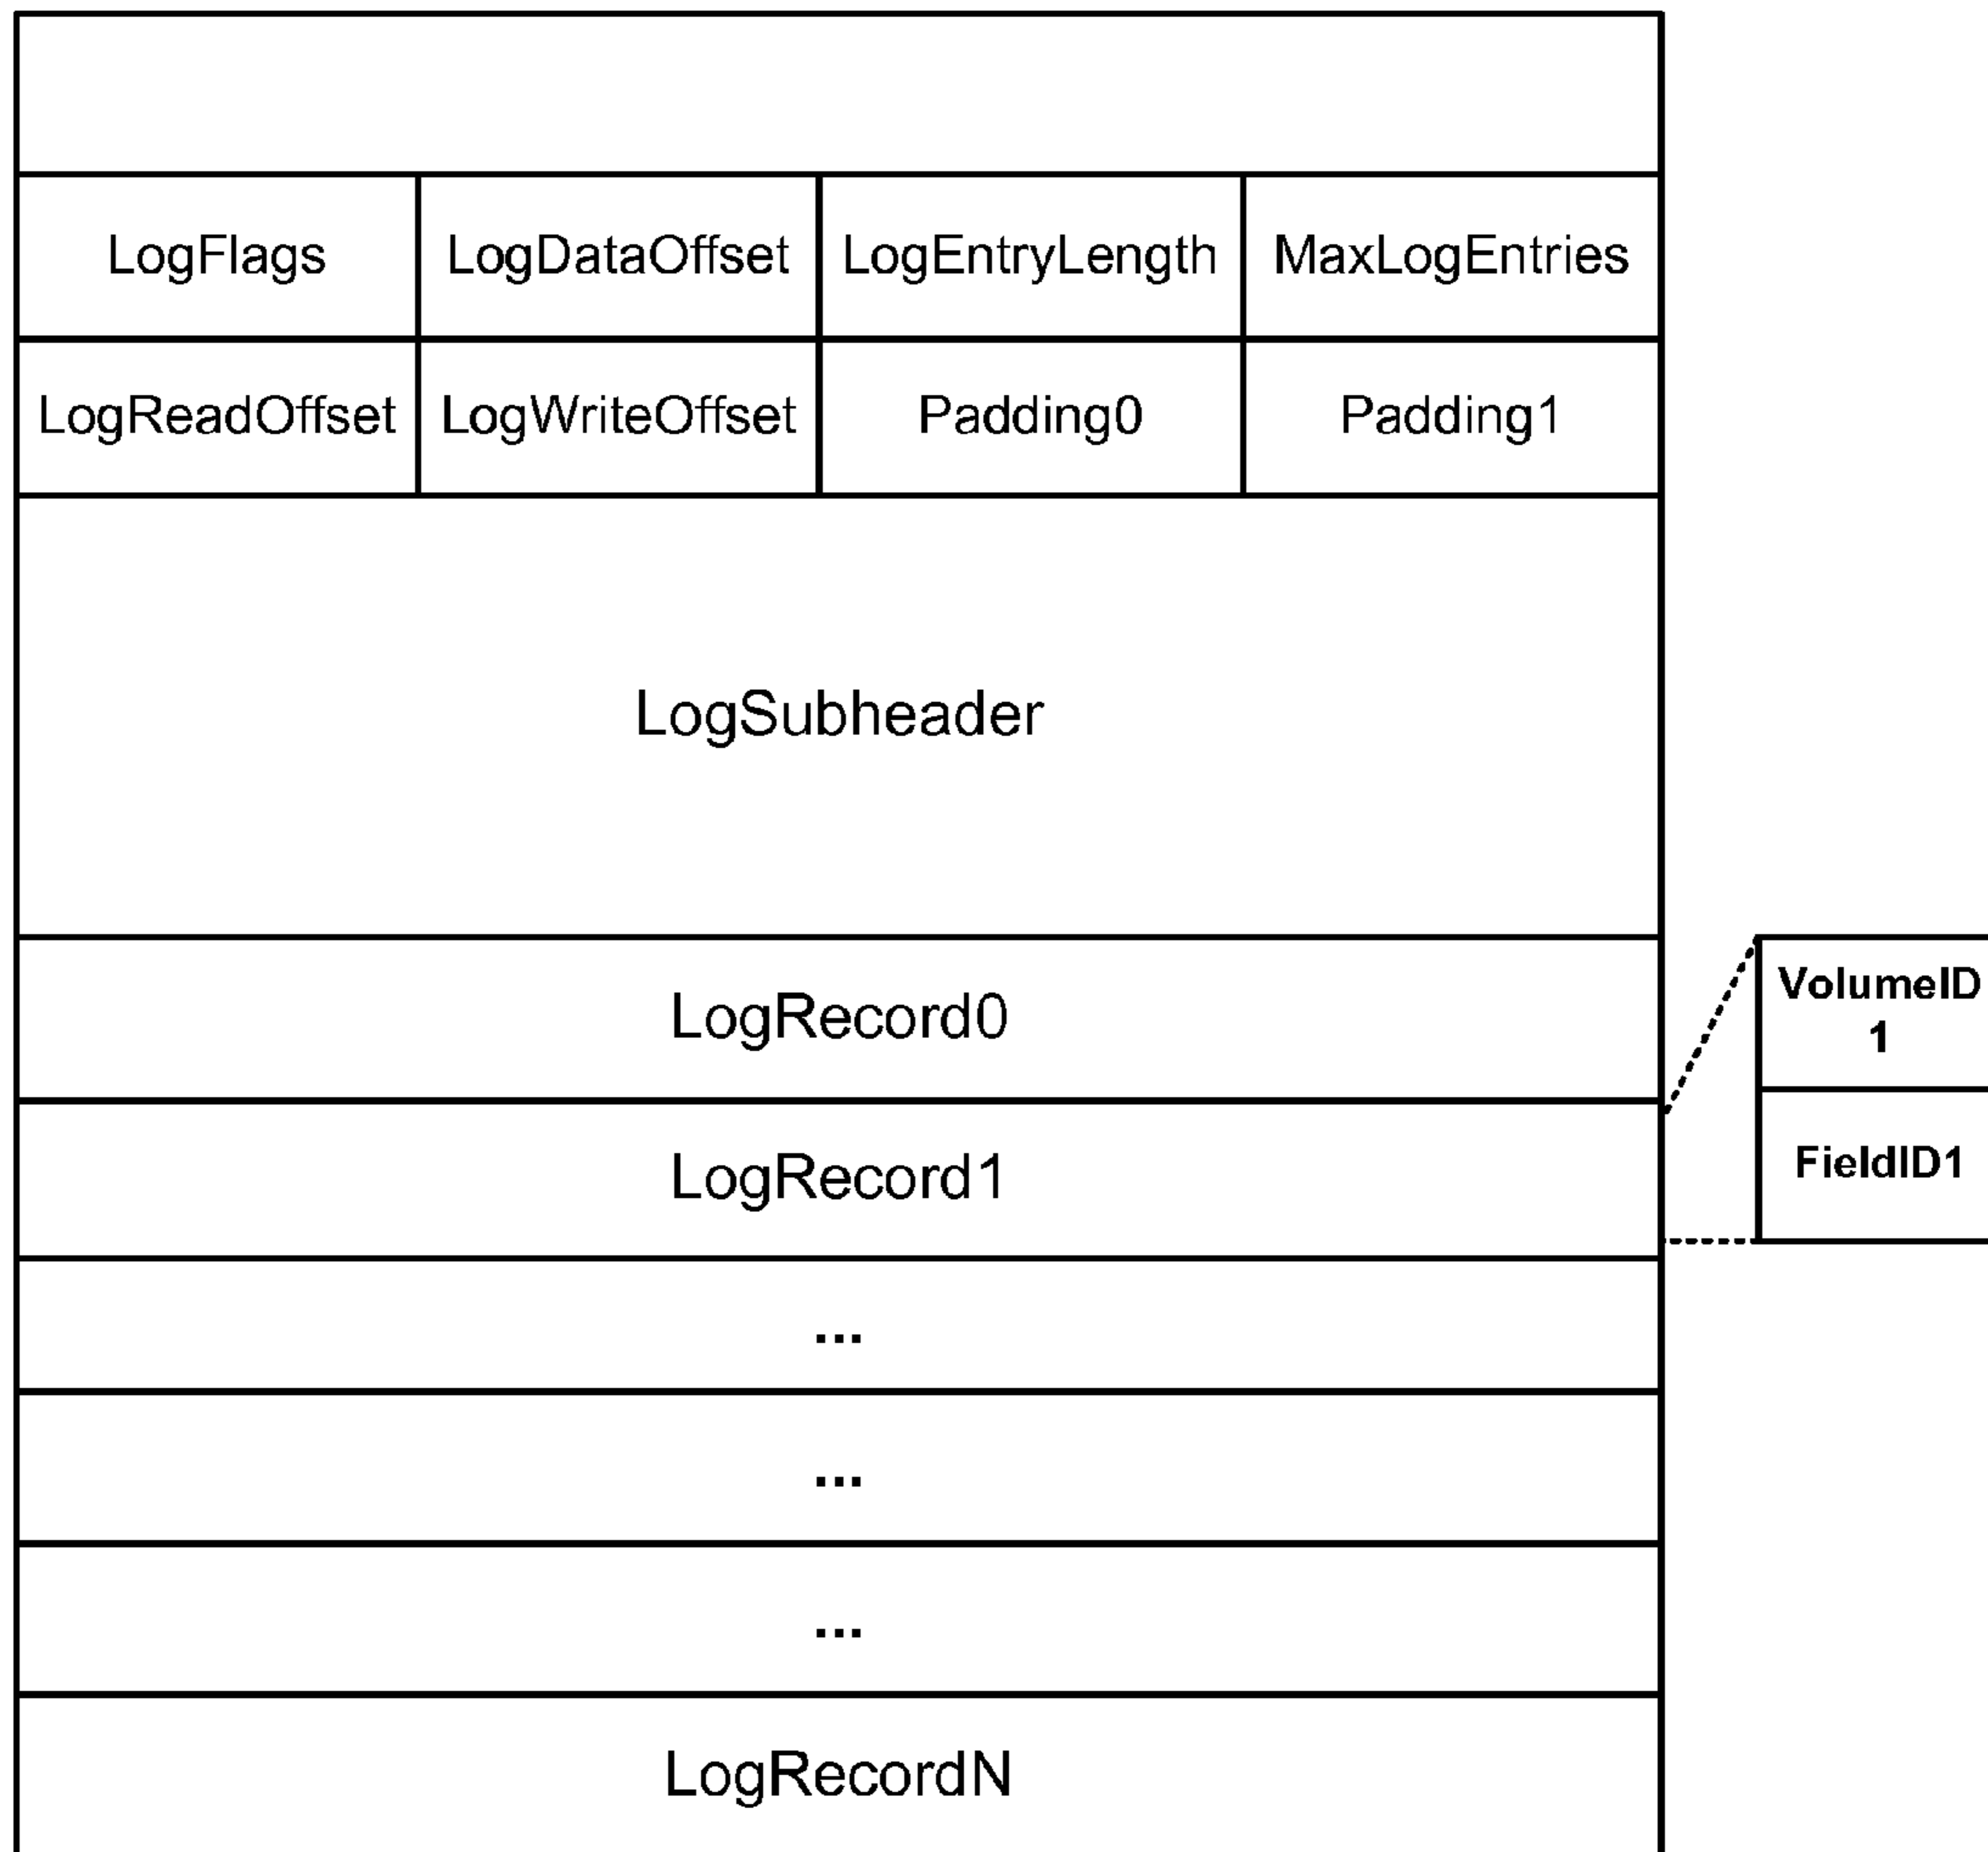 LogFlags LogDataOffset LogEntryLength MaxLogEntries
LogReadOffset LogWriteOffset Padding0 Padding1
LogSubheader
LogRecord0
VolumeID
1
LogRecord1
FieldID1
...
...
...
LogRecordN